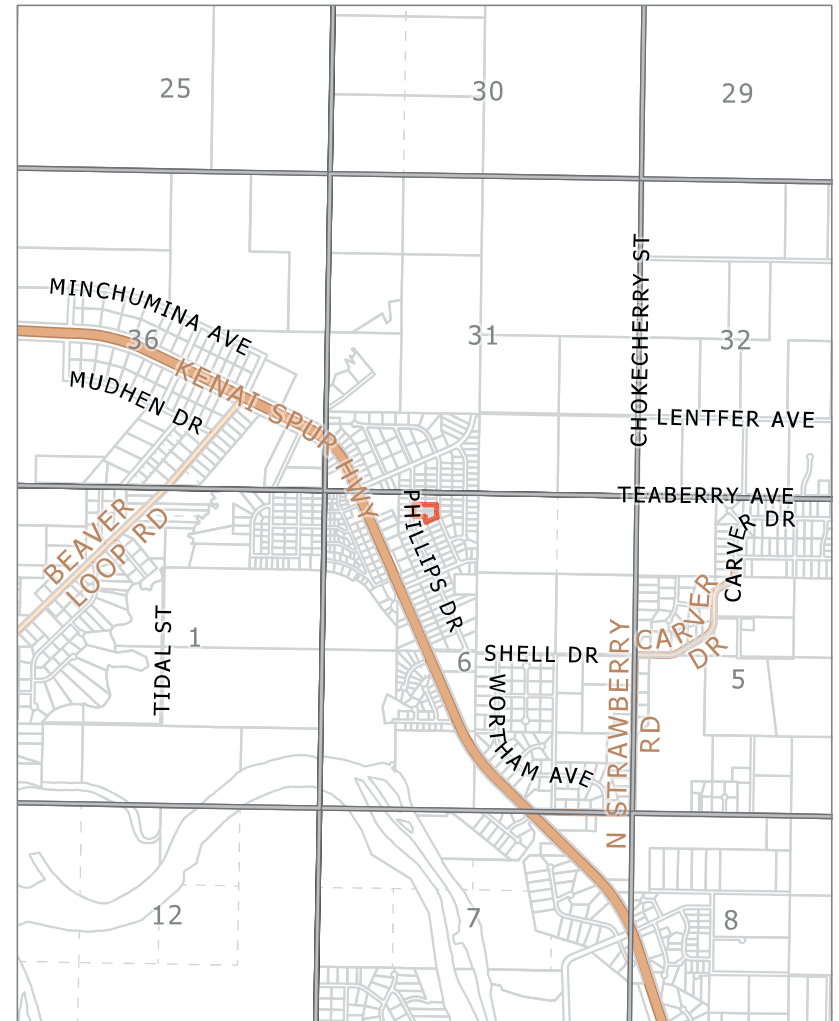 25
30
29
CHOKECHERRY ST
MINCHUMINA AVE
36
31
32
KENAI SPUR HWY
MUDHEN DR
LENTFER AVE
TEABERRY AVE
PHILLIPS DR
CARVER DR
BEAVER
LOOP RD
CARVER
DR
TIDAL ST
1
6
SHELL DR
5
WORTHAM AVE
N STRAWBERRY
RD
12
7
8